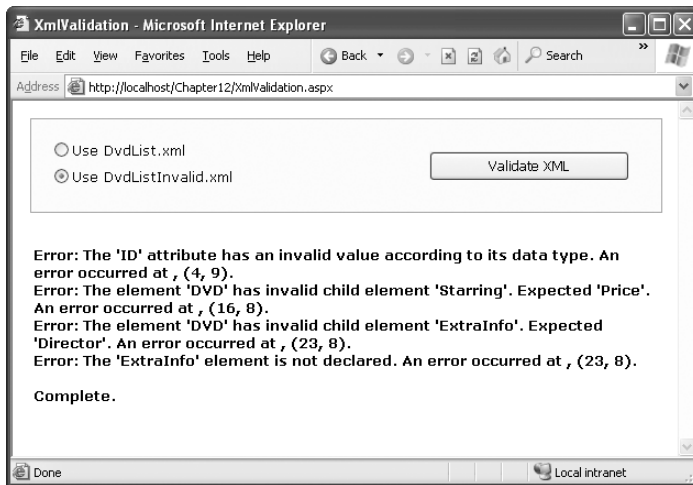 XmlValidation - Microsoft Internet Explorer
File Edit View Favorites Tools Help Back Search »
Address http://localhost/Chapter12/XmlValidation.aspx
Use DvdList.xml
Use DvdListInvalid.xml
Validate XML
Error: The 'ID' attribute has an invalid value according to its data type. An
error occurred at , (4, 9).
Error: The element 'DVD' has invalid child element 'Starring'. Expected 'Price'.
An error occurred at , (16, 8).
Error: The element 'DVD' has invalid child element 'ExtraInfo'. Expected
'Director'. An error occurred at , (23, 8).
Error: The 'ExtraInfo' element is not declared. An error occurred at , (23, 8).
Complete.
Done Local intranet